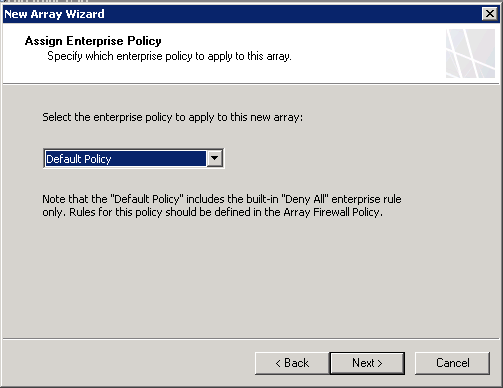 New Array Wizard
Assign Enterprise Policy
Specify which enterprise policy to apply to this array.
Select the enterprise policy to apply to this new array:
Default Policy
Note that the "Default Policy" includes the built-in "Deny All" enterprise rule
only. Rules for this policy should be defined in the Array Firewall Policy.
< Back
Next >
Cancel